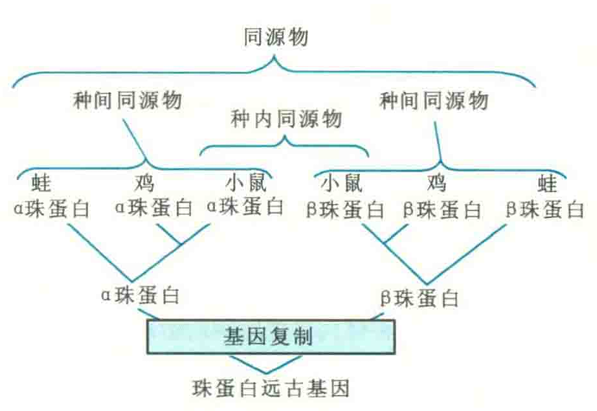 同源物
种间同源物 种内同源物 种间同源物
蛙 鸡 小鼠 小鼠 鸡 蛙
α珠蛋白 α珠蛋白 α珠蛋白 β珠蛋白 β珠蛋白 β珠蛋白
α珠蛋白 β珠蛋白
基因复制
珠蛋白远古基因